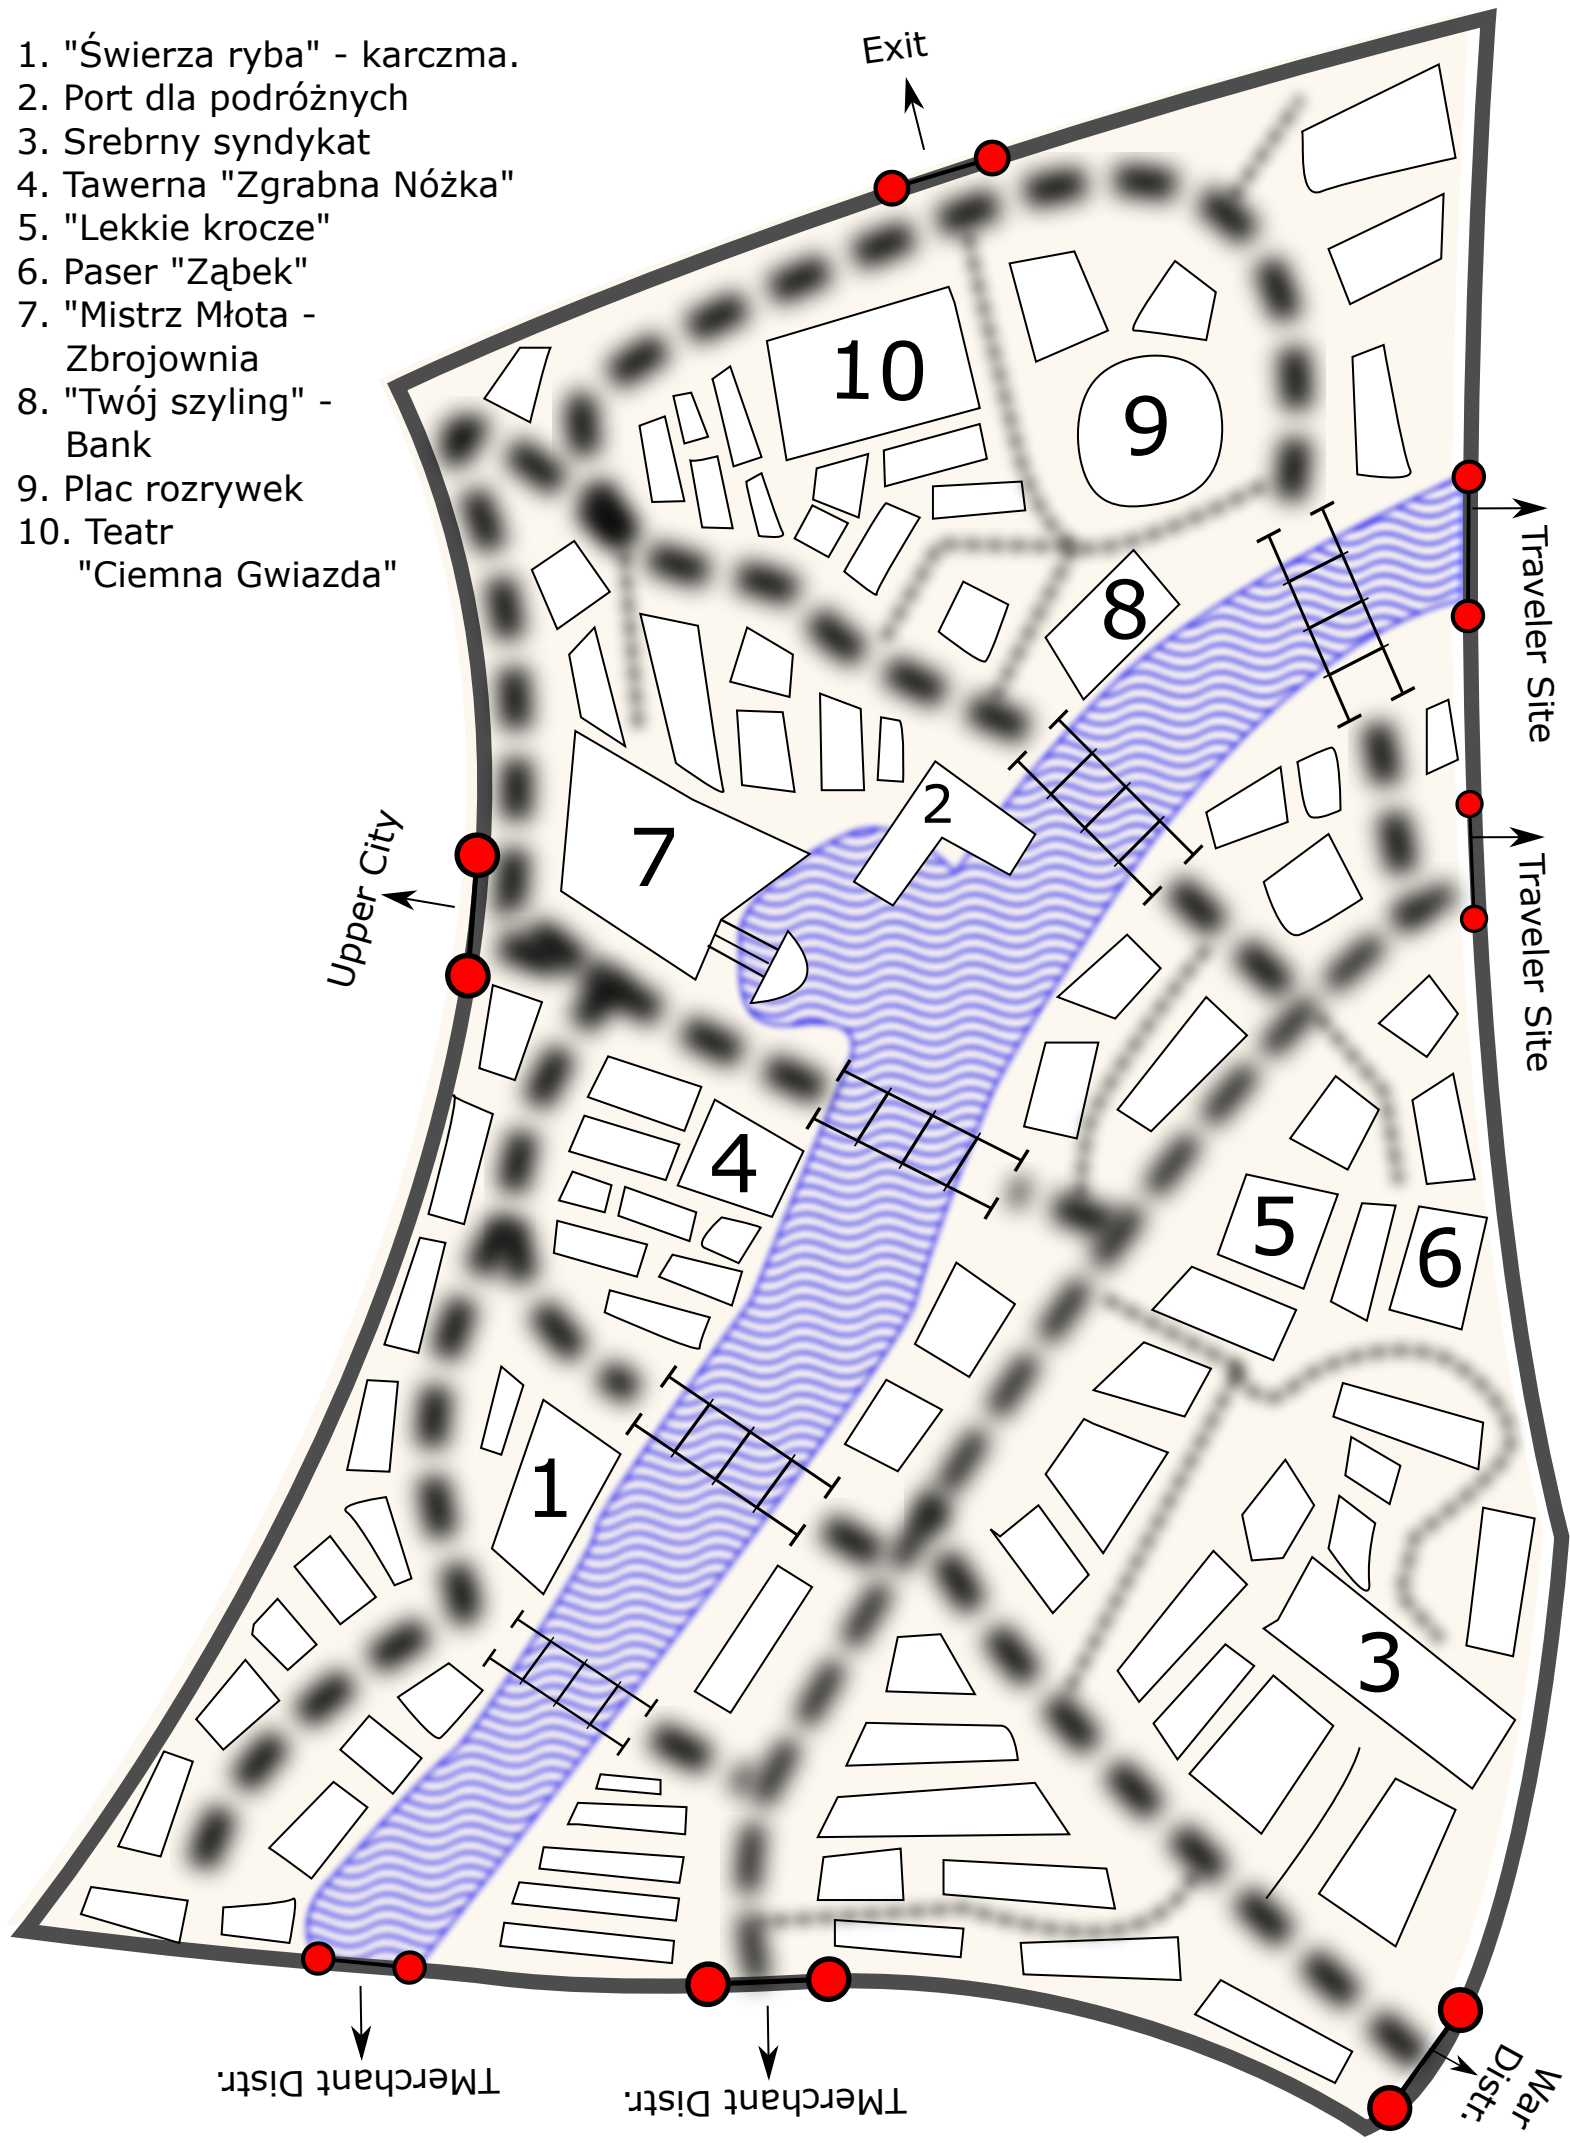 1. "Świerza ryba" - karczma.
2. Port dla podróżnych
3. Srebrny syndykat
4. Tawerna "Zgrabna Nóżka"
5. "Lekkie krocze"
6. Paser "Ząbek"
7. "Mistrz Młota -
Zbrojownia
8. "Twój szyling" -
Bank
9. Plac rozrywek
10. Teatr
"Ciemna Gwiazda"
Exit
10
9
8
Traveler Site
2
7
Upper City
Traveler Site
4
5
6
1
3
TMerchant Distr.
TMerchant Distr.
War
Distr.